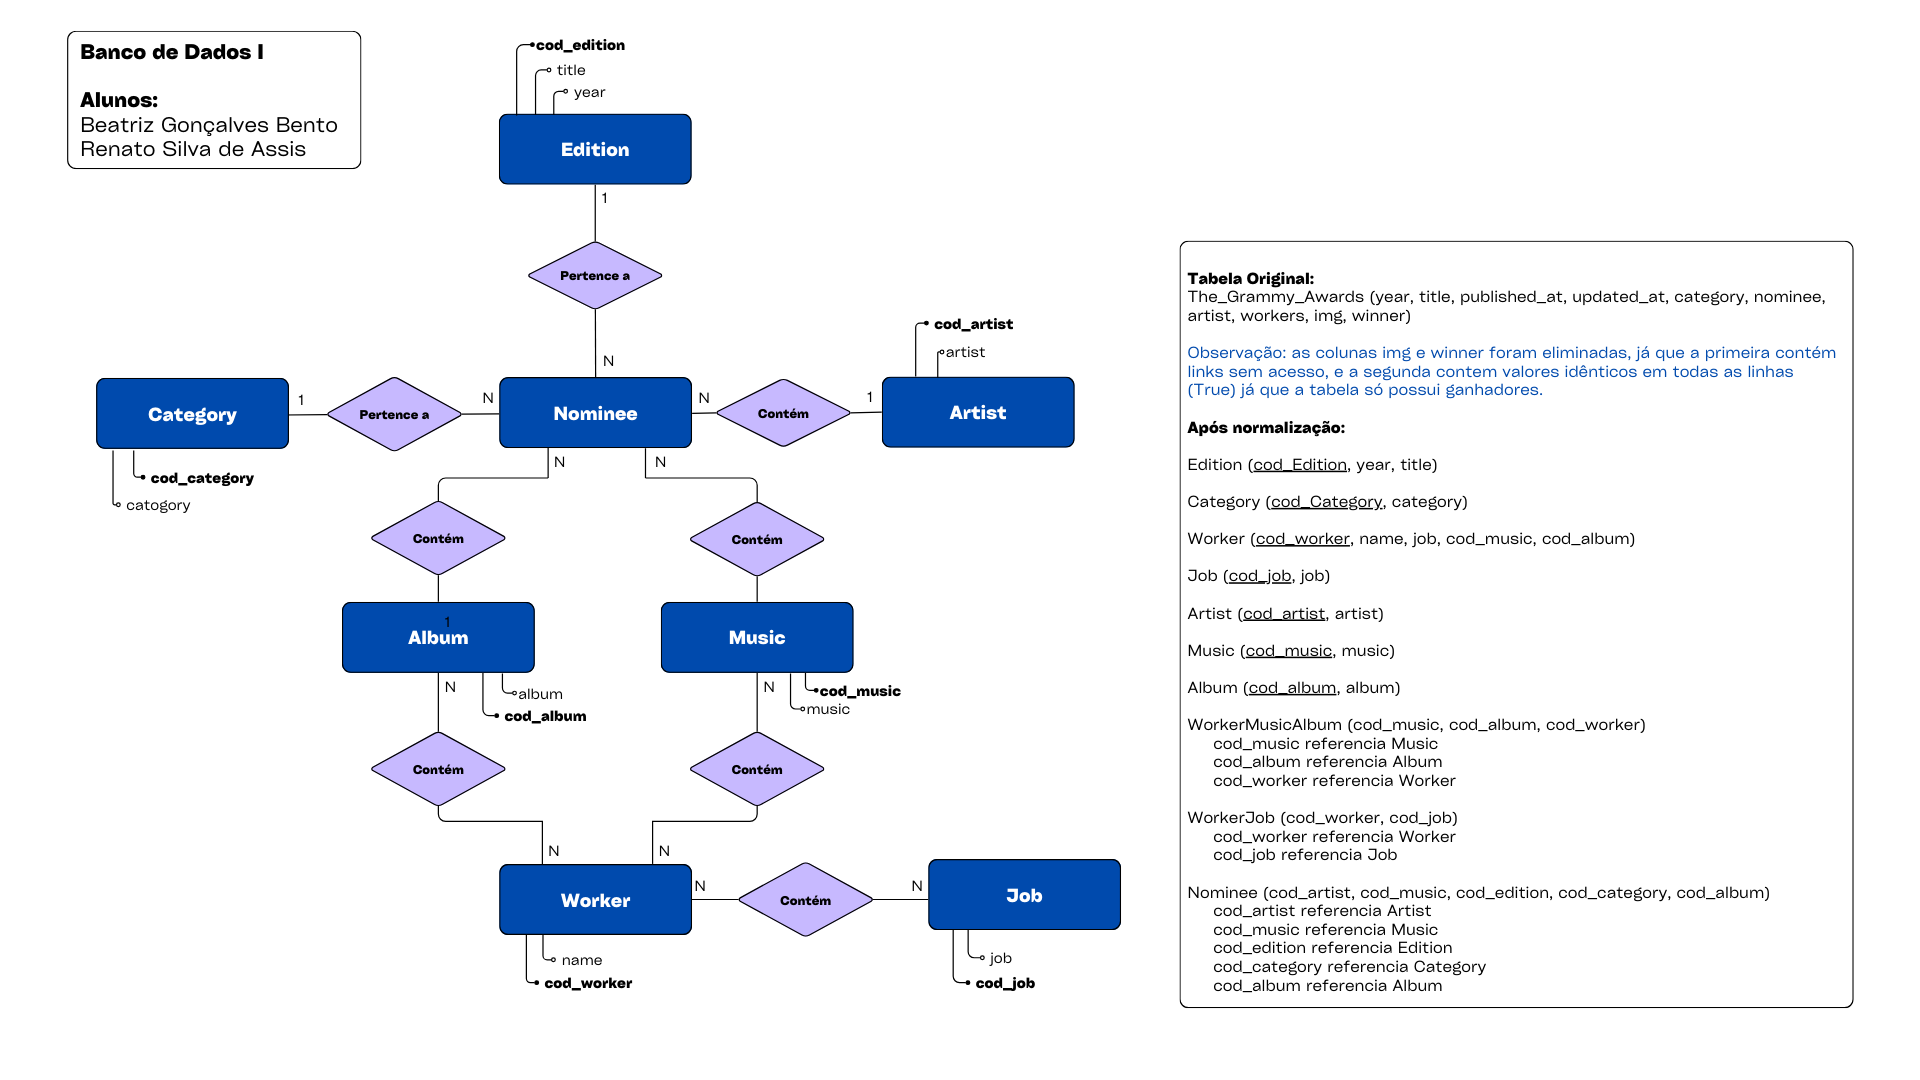 Banco de Dados I
Alunos:
Beatriz Gonçalves Bento
Renato Silva de Assis
cod_edition
title
year
Edition
1
Pertence a
N
cod_artist
artist
Category
1
Pertence a
N
Nominee
N
Contém
1
Artist
cod_category
catogory
N
N
Contém
Contém
1
Album
Music
N
album
cod_album
N
cod_music
music
Contém
Contém
N
N
Worker
N
Contém
N
Job
name
cod_worker
job
cod_job
Tabela Original:
The_Grammy_Awards (year, title, published_at, updated_at, category, nominee,
artist, workers, img, winner)
Observação: as colunas img e winner foram eliminadas, já que a primeira contém
links sem acesso, e a segunda contem valores idênticos em todas as linhas
(True) já que a tabela só possui ganhadores.
Após normalização:
Edition (cod_Edition, year, title)
Category (cod_Category, category)
Worker (cod_worker, name, job, cod_music, cod_album)
Job (cod_job, job)
Artist (cod_artist, artist)
Music (cod_music, music)
Album (cod_album, album)
WorkerMusicAlbum (cod_music, cod_album, cod_worker)
cod_music referencia Music
cod_album referencia Album
cod_worker referencia Worker
WorkerJob (cod_worker, cod_job)
cod_worker referencia Worker
cod_job referencia Job
Nominee (cod_artist, cod_music, cod_edition, cod_category, cod_album)
cod_artist referencia Artist
cod_music referencia Music
cod_edition referencia Edition
cod_category referencia Category
cod_album referencia Album